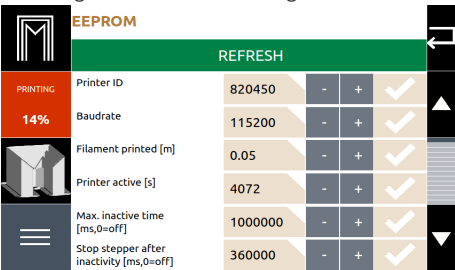 EEPROM
REFRESH
PRINTING
14%
Printer ID
820450
- +
Baudrate
115200
- +
Filament printed [m]
0.05
- +
Printer active [s]
4072
- +
Max. inactive time
[ms,0=off]
1000000
- +
Stop stepper after
inactivity [ms,0=off]
360000
- +